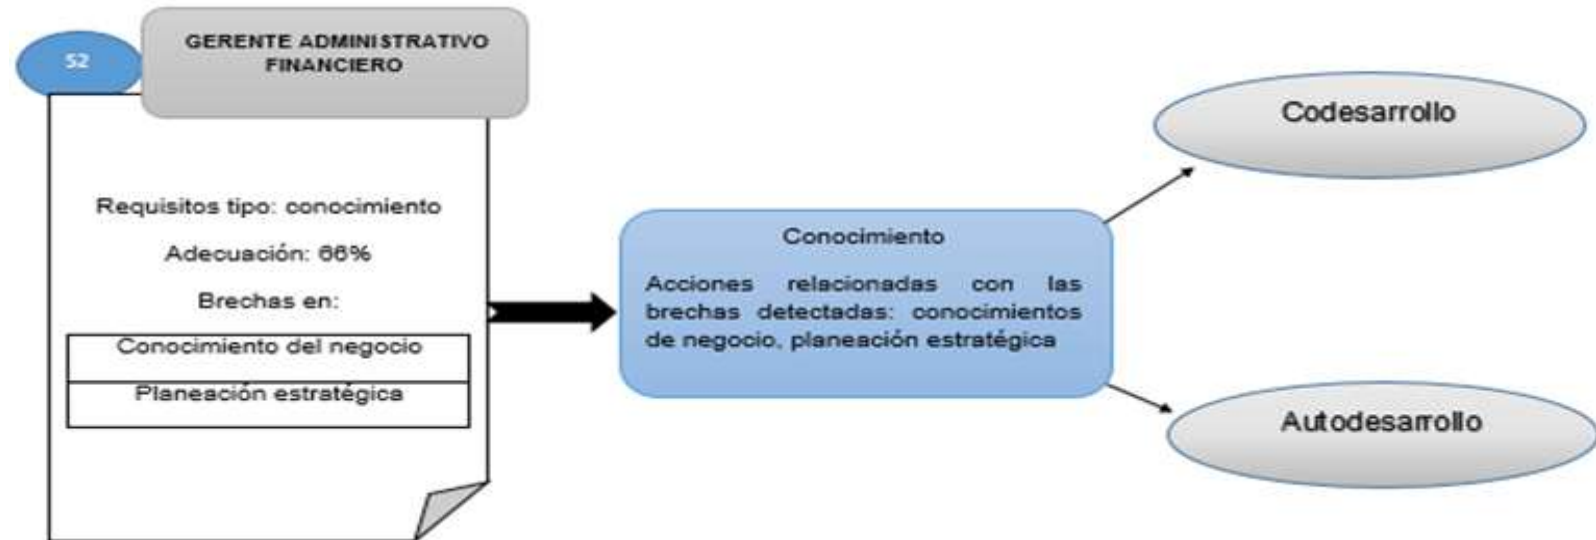 S2
GERENTE ADMINISTRATIVO
FINANCIERO
Requisitos tipo: conocimiento
Adecuación: 66%
Brechas en:
Conocimiento del negocio
Planeación estratégica
Conocimiento
Acciones relacionadas con las
brechas detectadas: conocimientos
de negocio, planeación estratégica
Codesarrollo
Autodesarrollo